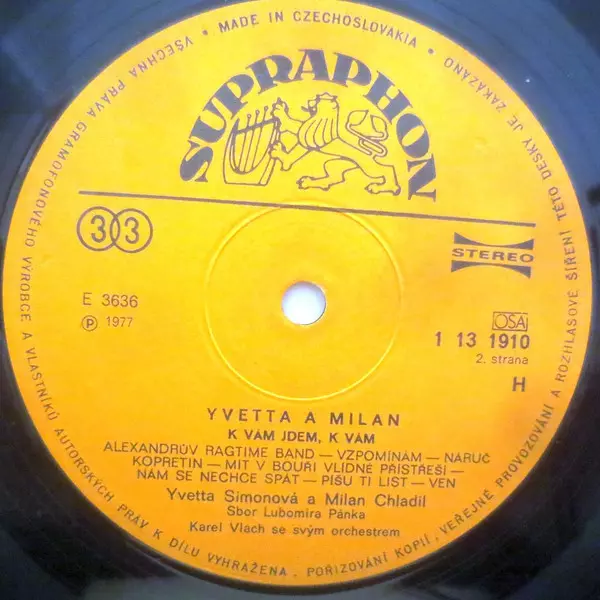 VŠECHNA PRÁVA GRAMOFONOVÉHO VÝROBCE A VLASTNÍKŮ AUTORSKÝCH PRÁV K DÍLU VYHRAŽENA. POŘIZOVÁNÍ KOPIÍ, VEŘEJNÉ PROVOZOVÁNÍ A ROZHLASOVÉ ŠÍŘENÍ TÉTO DESKY JE ZAKÁZÁNO
• MADE IN CZECHOSLOVAKIA •
SUPRAPHON
33
STEREO
E 3636
℗ 1977
OSA
1 13 1910
2. strana
H
YVETTA A MILAN
K VÁM JDEM, K VÁM
ALEXANDRŮV RAGTIME BAND — VZPOMÍNÁM — NÁRUČ
KOPRETIN — MÍT V BOUŘI VLÍDNÉ PŘÍSTŘEŠÍ —
NÁM SE NECHCE SPÁT — PÍŠU TI LIST — VEN
Yvetta Simonová a Milan Chladil
Sbor Lubomíra Pánka
Karel Vlach se svým orchestrem